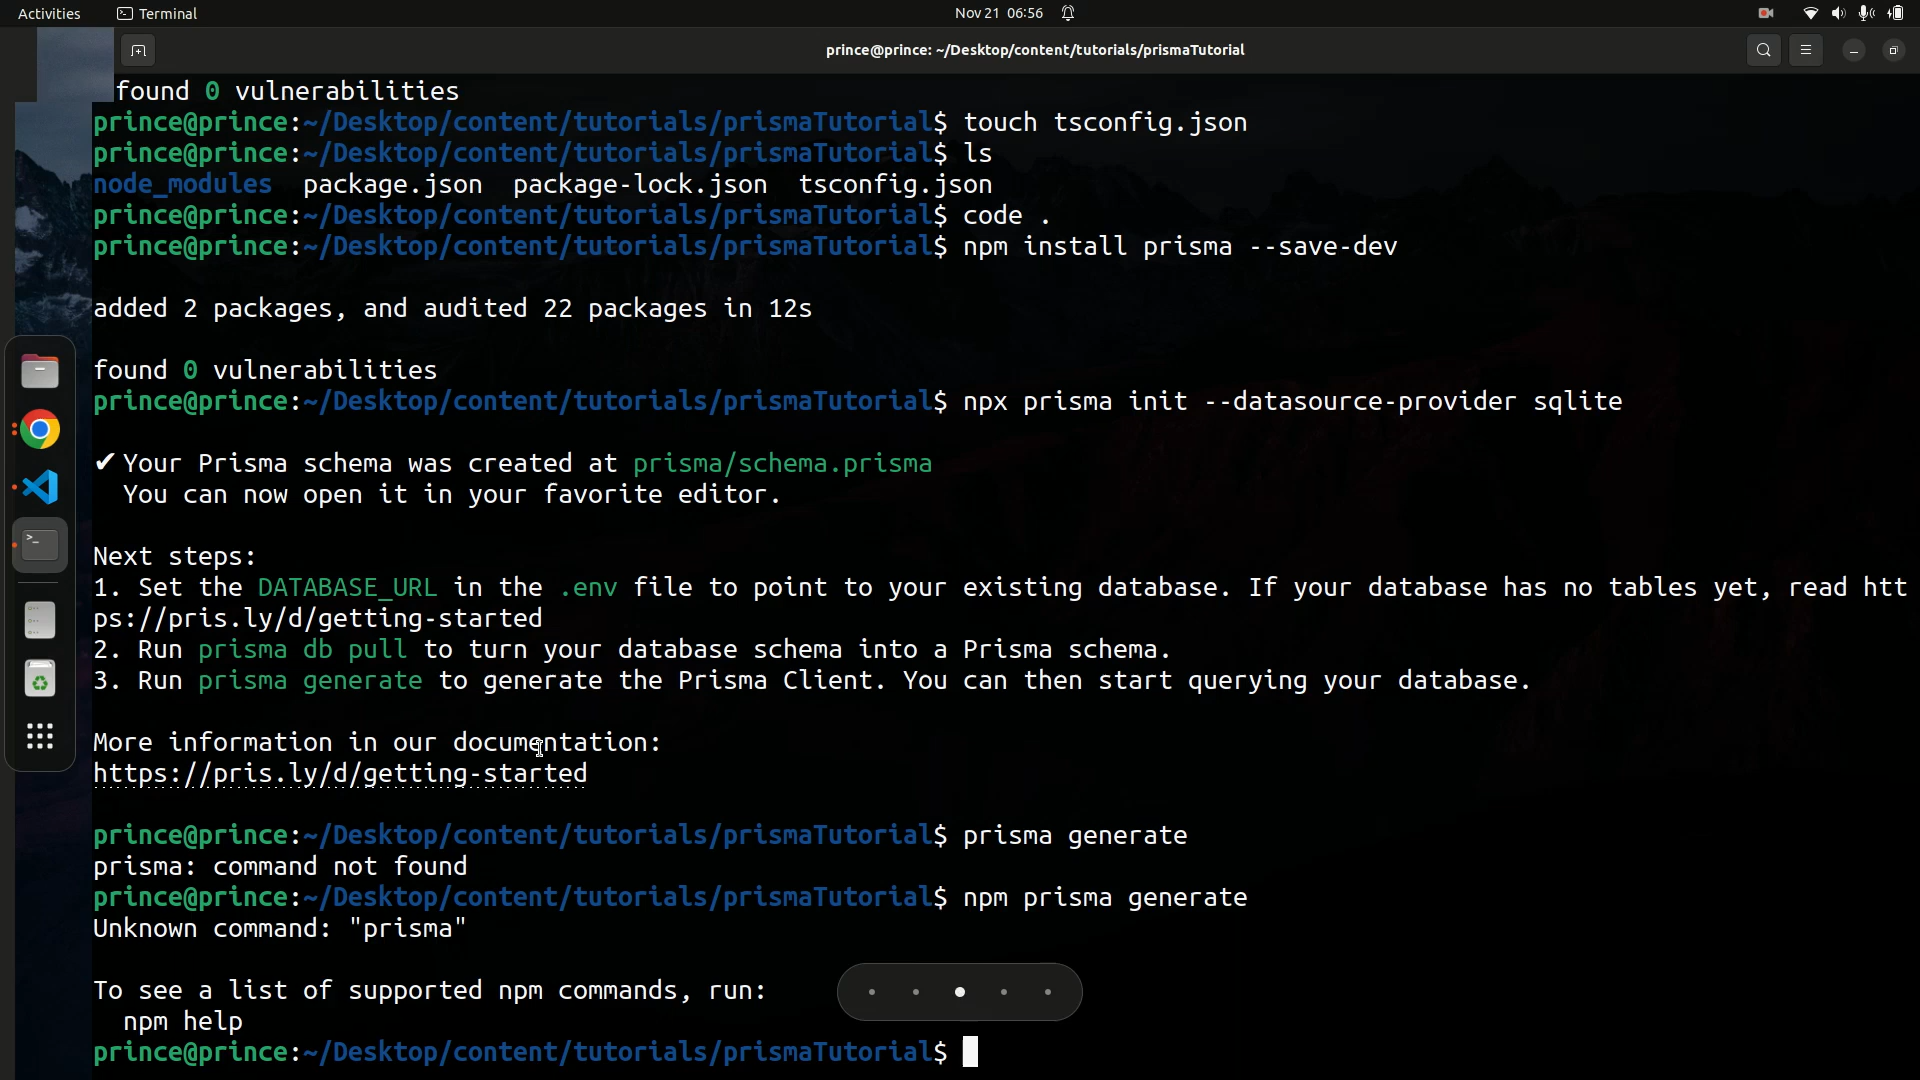 Activities Terminal Nov 21 06:56
prince@prince: ~/Desktop/content/tutorials/prismaTutorial
found 0 vulnerabilities
prince@prince:~/Desktop/content/tutorials/prismaTutorial$ touch tsconfig.json
prince@prince:~/Desktop/content/tutorials/prismaTutorial$ ls
node_modules  package.json  package-lock.json  tsconfig.json
prince@prince:~/Desktop/content/tutorials/prismaTutorial$ code .
prince@prince:~/Desktop/content/tutorials/prismaTutorial$ npm install prisma --save-dev
added 2 packages, and audited 22 packages in 12s
found 0 vulnerabilities
prince@prince:~/Desktop/content/tutorials/prismaTutorial$ npx prisma init --datasource-provider sqlite
✔ Your Prisma schema was created at prisma/schema.prisma
You can now open it in your favorite editor.
Next steps:
1. Set the DATABASE_URL in the .env file to point to your existing database. If your database has no tables yet, read htt
ps://pris.ly/d/getting-started
2. Run prisma db pull to turn your database schema into a Prisma schema.
3. Run prisma generate to generate the Prisma Client. You can then start querying your database.
More information in our documentation:
https://pris.ly/d/getting-started
prince@prince:~/Desktop/content/tutorials/prismaTutorial$ prisma generate
prisma: command not found
prince@prince:~/Desktop/content/tutorials/prismaTutorial$ npm prisma generate
Unknown command: "prisma"
To see a list of supported npm commands, run:
npm help
prince@prince:~/Desktop/content/tutorials/prismaTutorial$